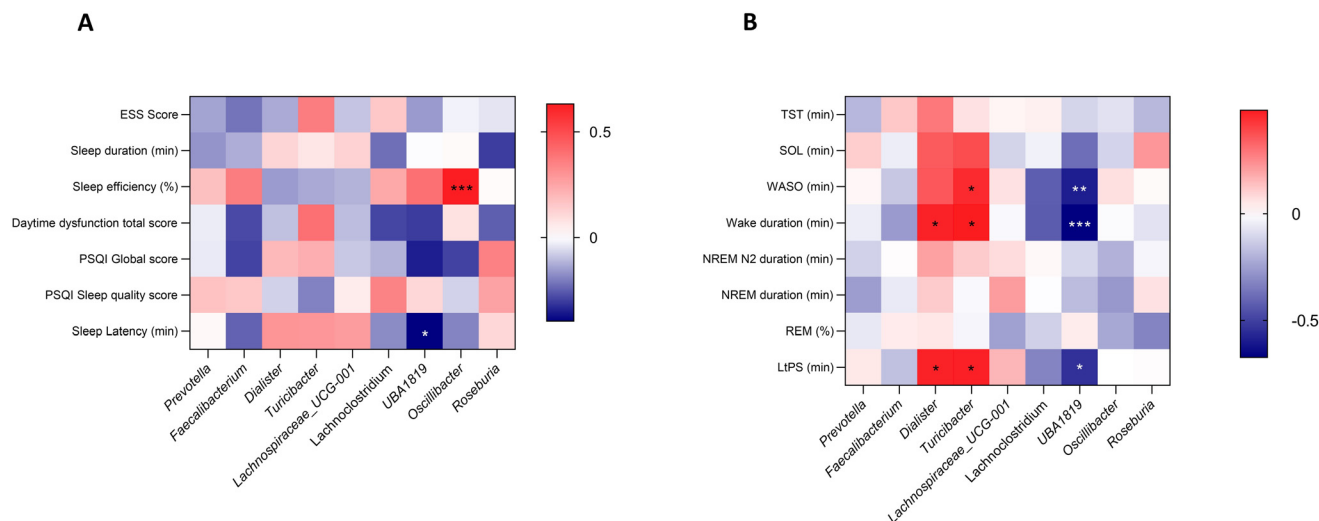 A
ESS Score
Sleep duration (min)
Sleep efficiency (%)
***
Daytime dysfunction total score
PSQI Global score
PSQI Sleep quality score
Sleep Latency (min)
*
Prevotella
Faecalibacterium
Dialister
Turicibacter
Lachnospiraceae_UCG-001
Lachnoclostridium
UBA1819
Oscillibacter
Roseburia
0.5
0
B
TST (min)
SOL (min)
WASO (min)
* **
Wake duration (min)
* * ***
NREM N2 duration (min)
NREM duration (min)
REM (%)
LtPS (min)
* * *
Prevotella
Faecalibacterium
Dialister
Turicibacter
Lachnospiraceae_UCG-001
Lachnoclostridium
UBA1819
Oscillibacter
Roseburia
0
-0.5